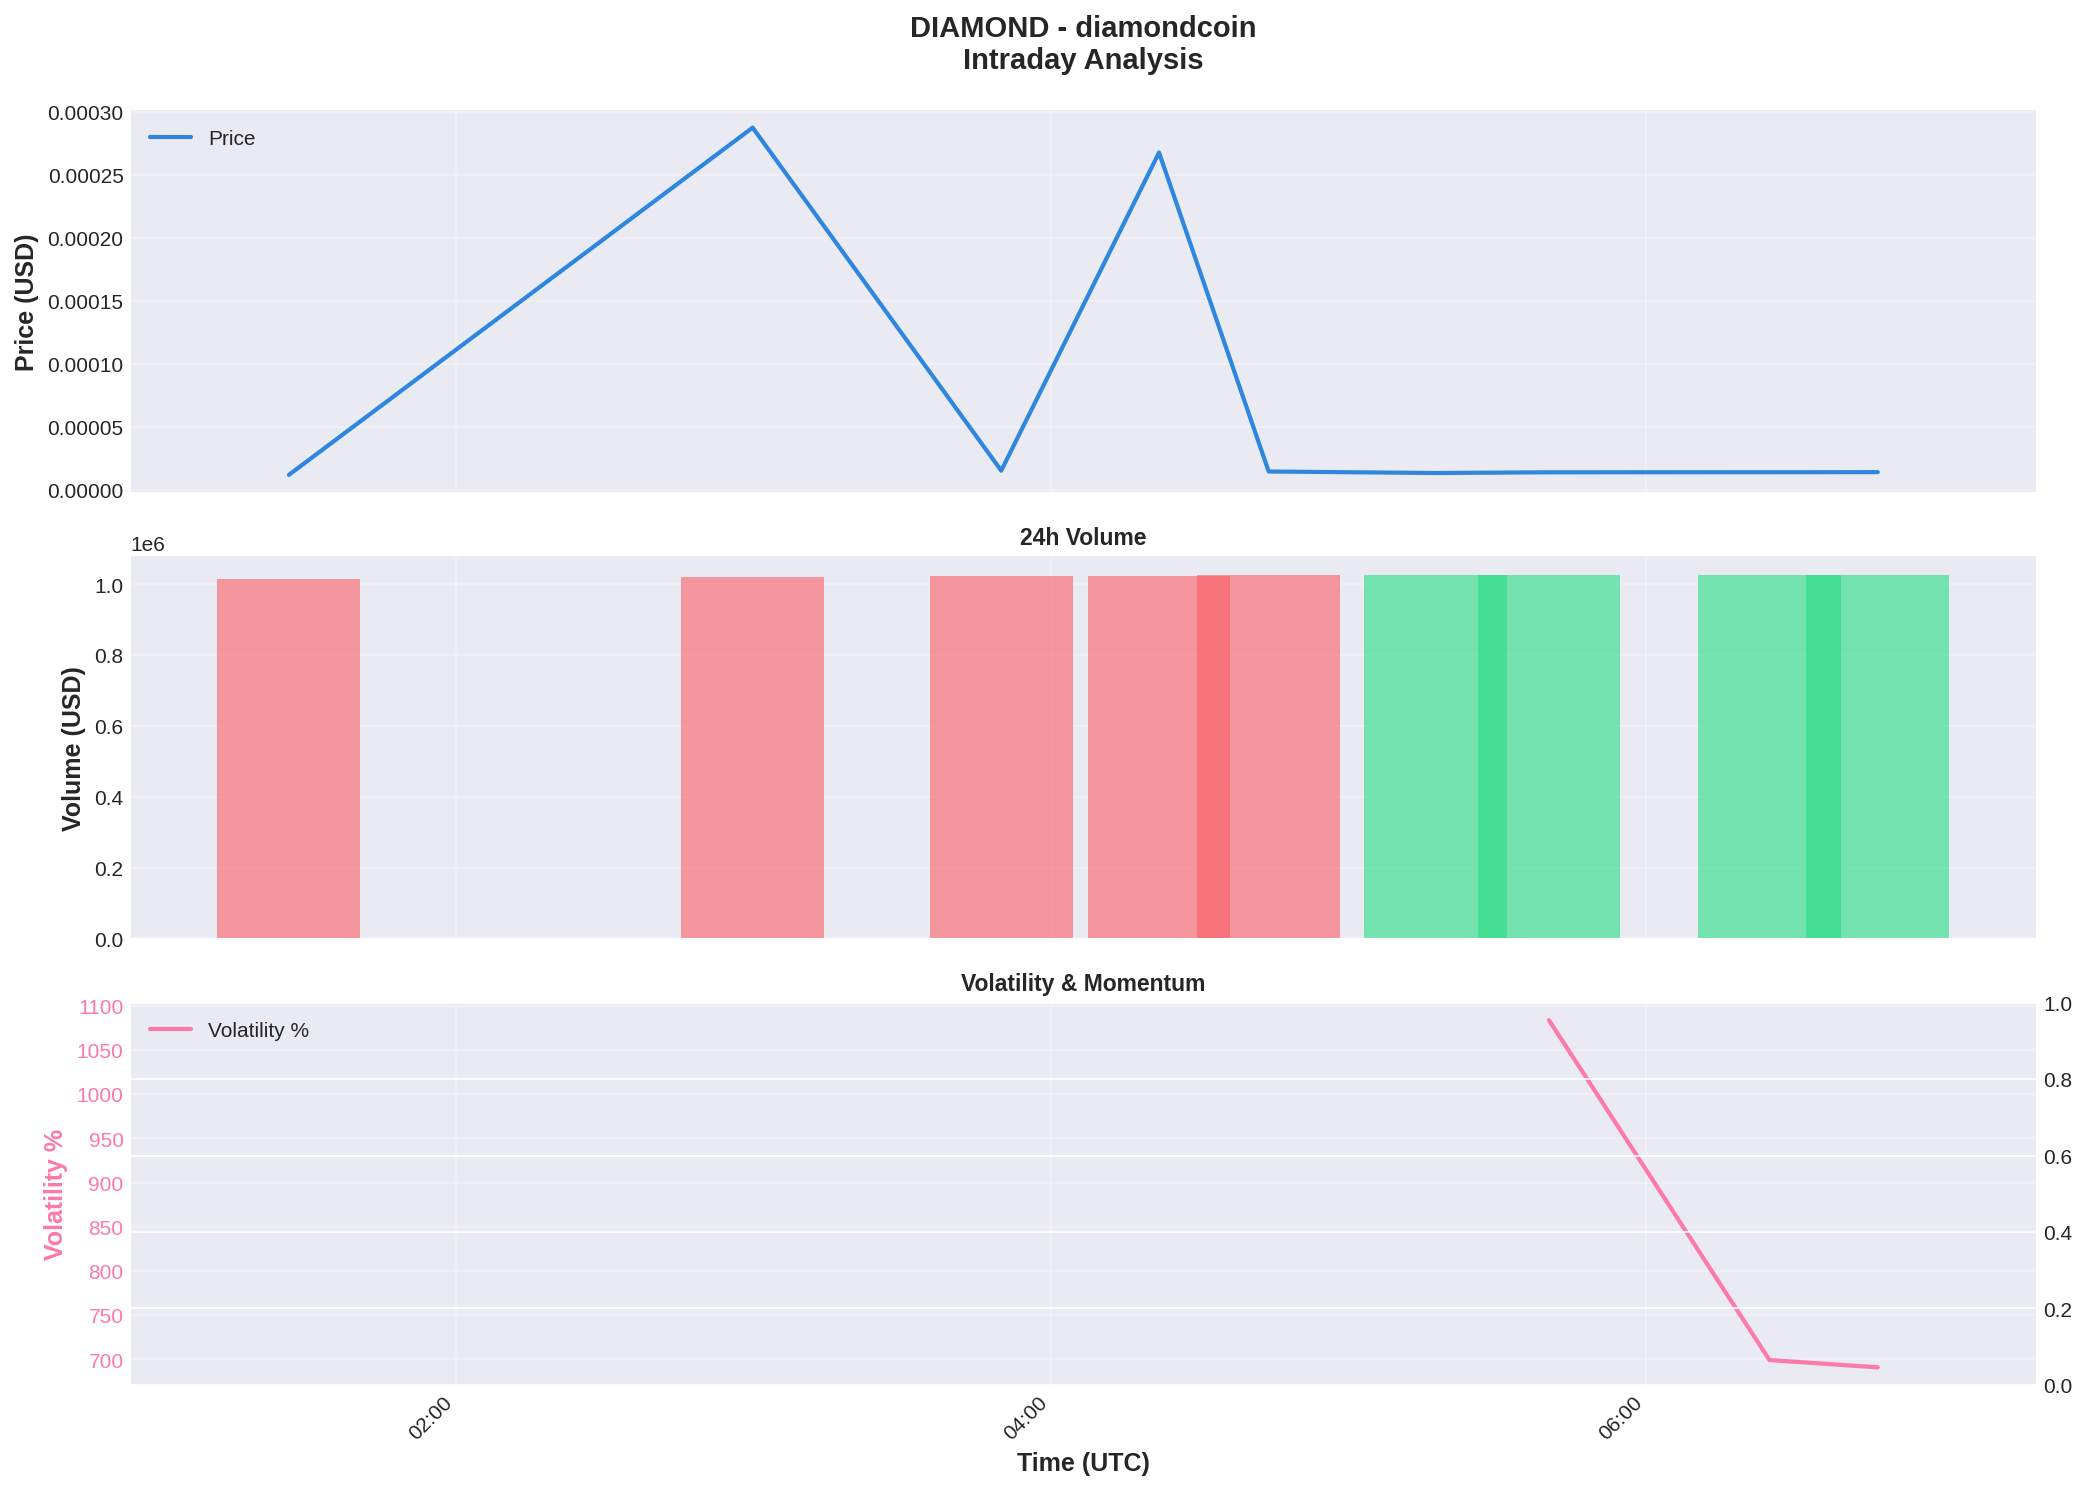 DIAMOND - diamondcoin
Intraday Analysis
Price
0.00030
0.00025
0.00020
0.00015
0.00010
0.00005
0.00000
Price (USD)
24h Volume
1e6
1.0
0.8
0.6
0.4
0.2
0.0
Volume (USD)
Volatility & Momentum
Volatility %
1100
1050
1000
950
900
850
800
750
700
Volatility %
1.0
0.8
0.6
0.4
0.2
0.0
02:00
04:00
06:00
Time (UTC)